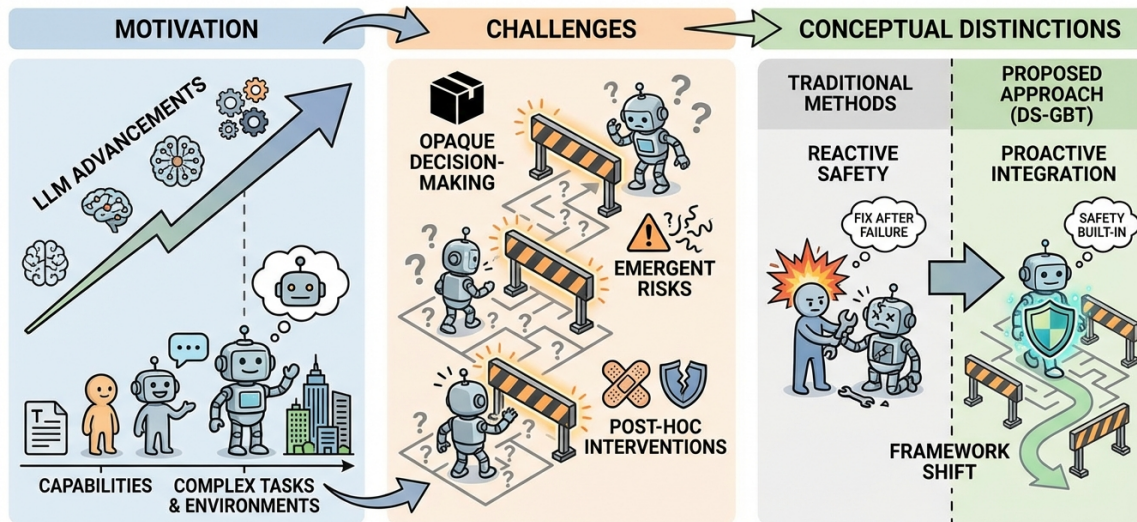 MOTIVATION
CHALLENGES
CONCEPTUAL DISTINCTIONS
LLM ADVANCEMENTS
T
CAPABILITIES
COMPLEX TASKS
& ENVIRONMENTS
OPAQUE
DECISION-
MAKING
? ? ?
? ?
EMERGENT
RISKS
? ?
? ? ? ?
POST-HOC
INTERVENTIONS
? ?
? ? ?
TRADITIONAL
METHODS
REACTIVE
SAFETY
FIX AFTER
FAILURE
PROPOSED
APPROACH
(DS-GBT)
PROACTIVE
INTEGRATION
SAFETY
BUILT-IN
FRAMEWORK
SHIFT